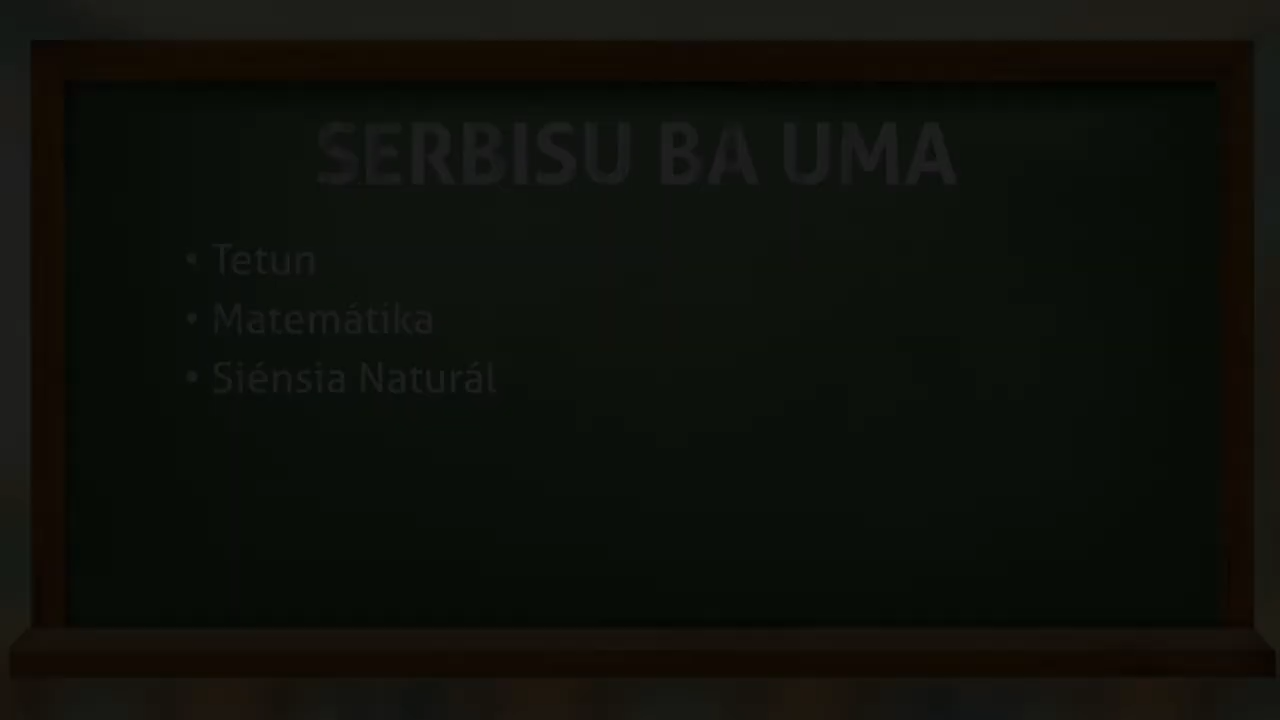 SERBISU BA UMA
• Tetun
• Matemátika
• Siénsia Naturál